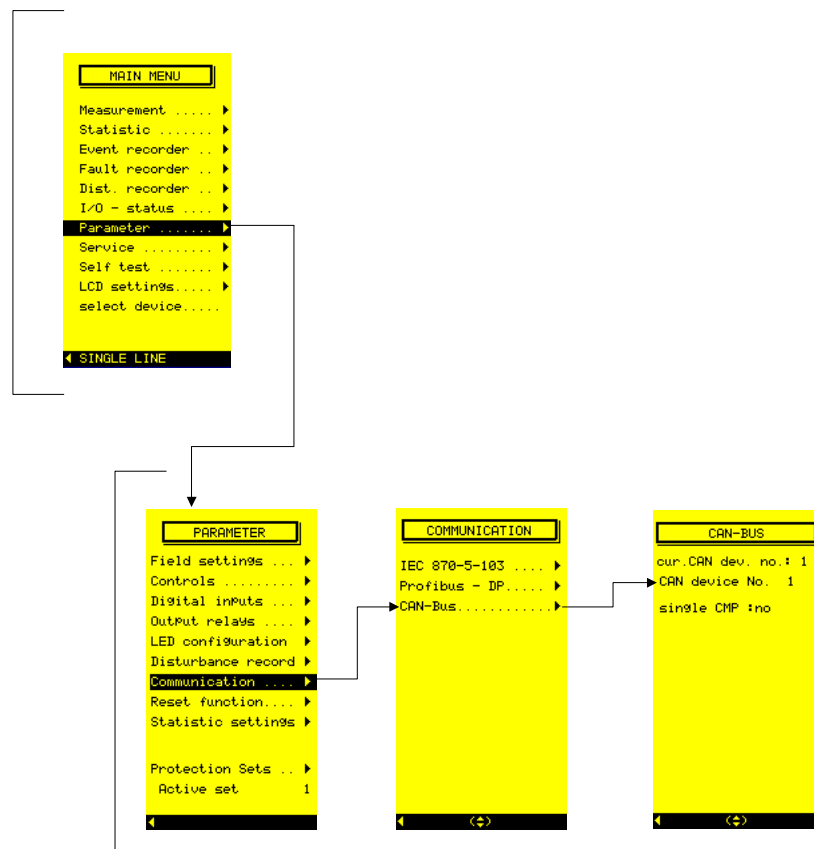 MAIN MENU
Measurement .....
Statistic .......
Event recorder ..
Fault recorder ..
Dist. recorder ..
I/O - status ....
Parameter .......
Service .........
Self test .......
LCD settings.....
select device.....
SINGLE LINE
PARAMETER
Field settings ...
Controls .........
Digital inputs ...
Output relays ....
LED configuration
Disturbance record
Communication ....
Reset function....
Statistic settings
Protection Sets ..
Active set 1
COMMUNICATION
IEC 870-5-103 ....
Profibus - DP.....
CAN-Bus...........
CAN-BUS
cur.CAN dev. no.: 1
CAN device No. 1
single CMP :no